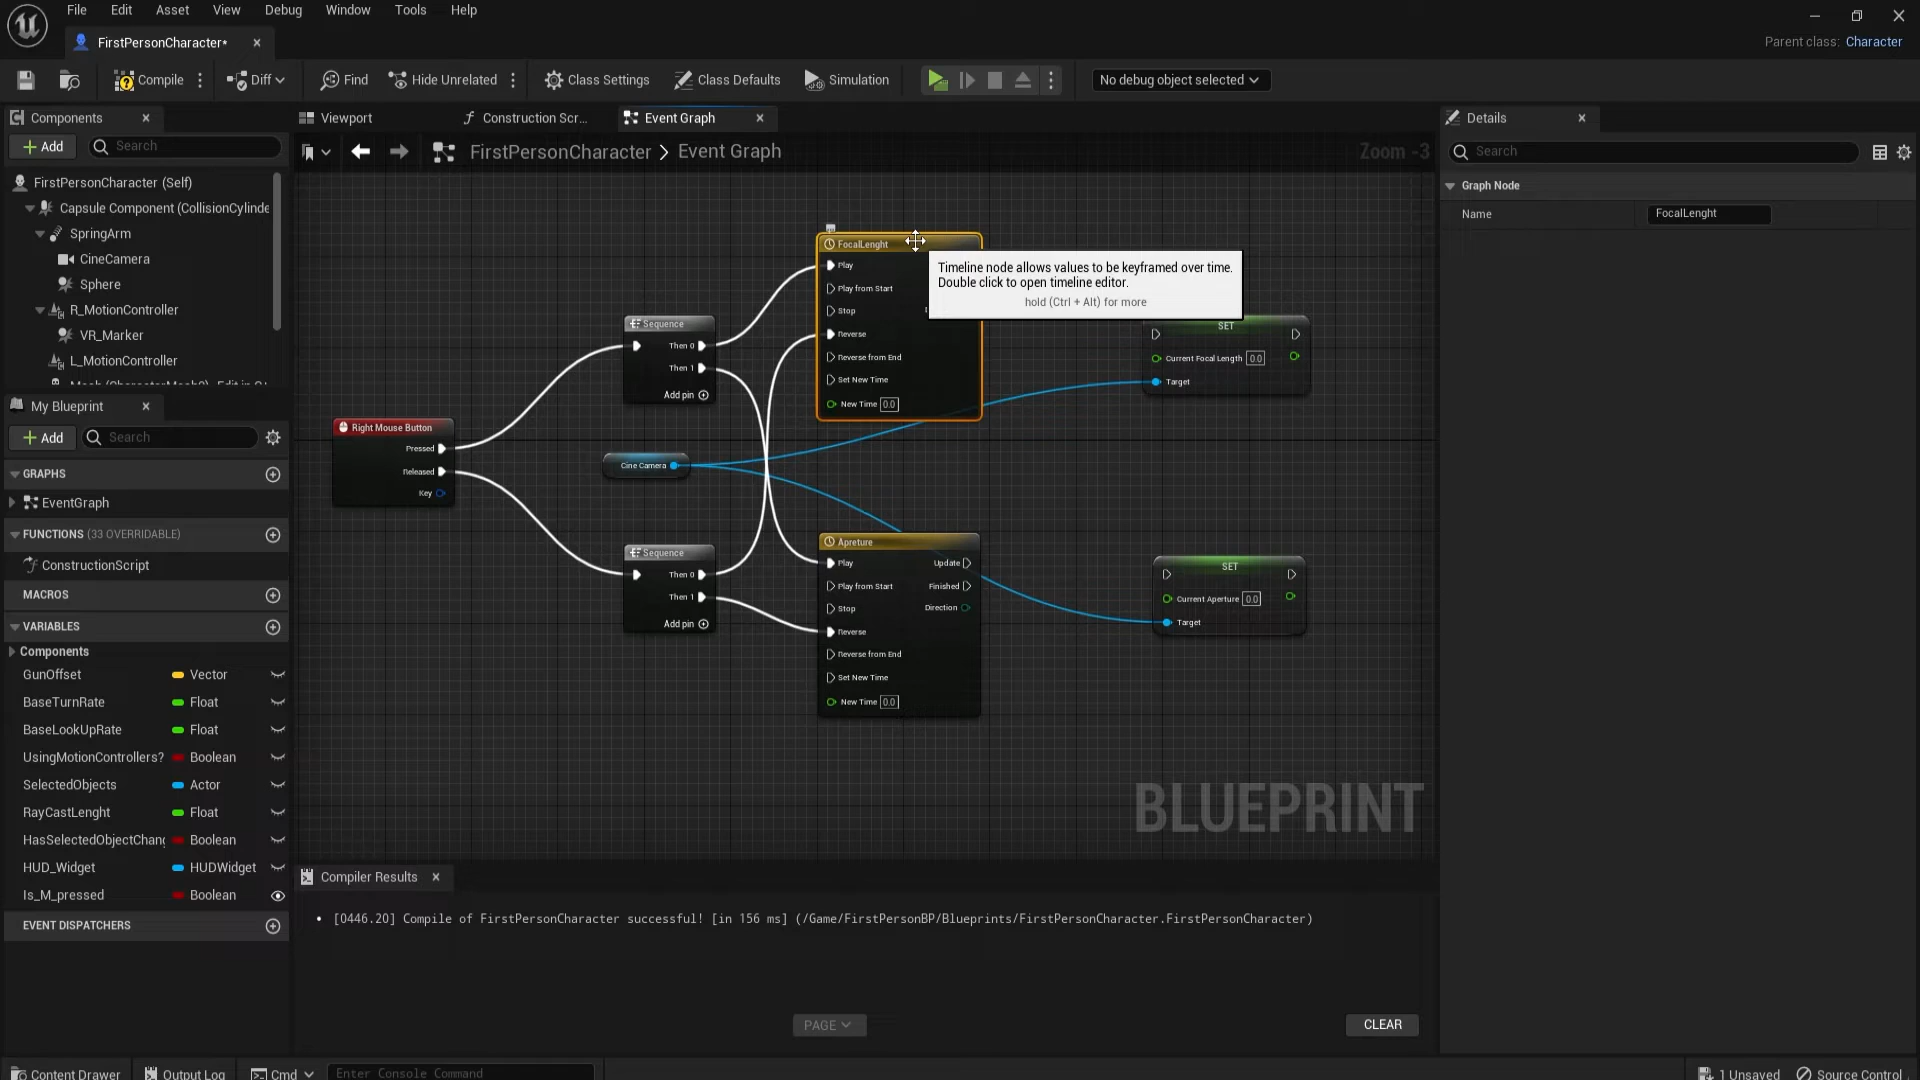 File Edit Asset View Debug Window Tools Help
FirstPersonCharacter*
Parent class: Character
Compile Diff Find Hide Unrelated Class Settings Class Defaults Simulation No debug object selected
Components
Add Search
FirstPersonCharacter (Self)
Capsule Component (CollisionCylinde
SpringArm
CineCamera
Sphere
R_MotionController
VR_Marker
L_MotionController
My Blueprint
Add Search
GRAPHS
EventGraph
FUNCTIONS (33 OVERRIDABLE)
ConstructionScript
MACROS
VARIABLES
Components
GunOffset Vector
BaseTurnRate Float
BaseLookUpRate Float
UsingMotionControllers? Boolean
SelectedObjects Actor
RayCastLenght Float
HasSelectedObjectChang Boolean
HUD_Widget HUDWidget
Is_M_pressed Boolean
EVENT DISPATCHERS
Viewport Construction Scr... Event Graph
FirstPersonCharacter > Event Graph
Zoom -3
Right Mouse Button
Pressed
Released
Key
Sequence
Then 0
Then 1
Add pin
Cine Camera
Sequence
Then 0
Then 1
Add pin
FocalLenght
Play
Play from Start
Stop
Reverse
Reverse from End
Set New Time
New Time 0.0
Timeline node allows values to be keyframed over time.
Double click to open timeline editor.
hold (Ctrl + Alt) for more
Apreture
Play Update
Play from Start Finished
Stop Direction
Reverse
Reverse from End
Set New Time
New Time 0.0
SET
Current Focal Length 0.0
Target
SET
Current Aperture 0.0
Target
BLUEPRINT
Compiler Results
[0446.20] Compile of FirstPersonCharacter successful! [in 156 ms] (/Game/FirstPersonBP/Blueprints/FirstPersonCharacter.FirstPersonCharacter)
PAGE
CLEAR
Details
Search
Graph Node
Name FocalLenght
Content Drawer Output Log Cmd Enter Console Command
1 Unsaved Source Control